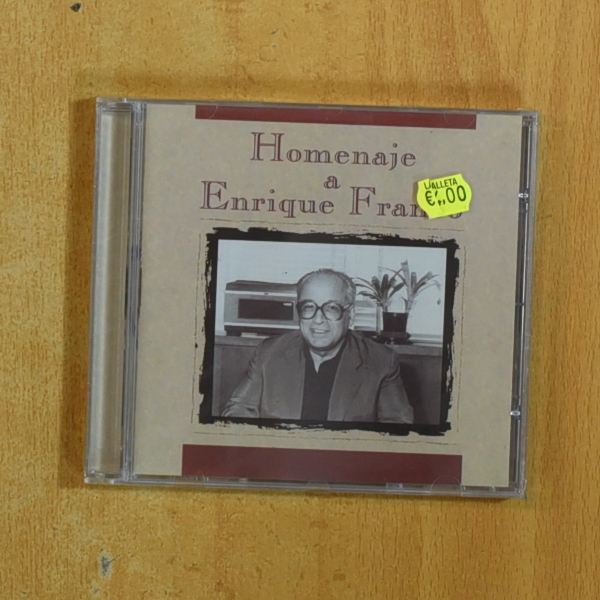 Homenaje
a
Enrique Fran
VALLETA
€
.00